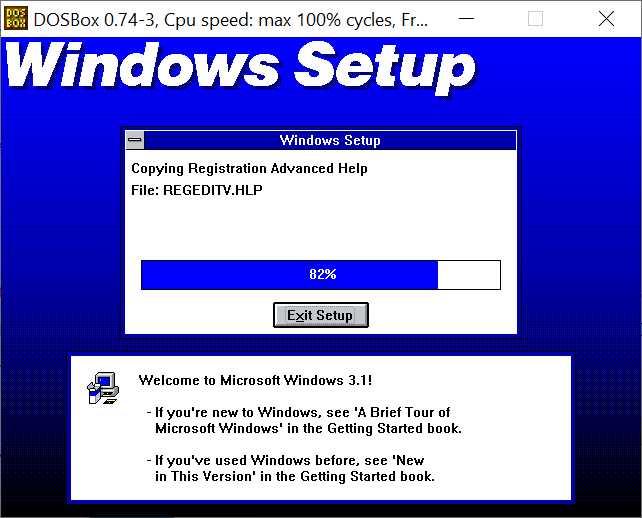 DOSBox 0.74-3, Cpu speed: max 100% cycles, Fr...
Windows Setup
Windows Setup
Copying Registration Advanced Help
File: REGEDITV.HLP
82%
Exit Setup
Welcome to Microsoft Windows 3.1!
- If you're new to Windows, see 'A Brief Tour of
Microsoft Windows' in the Getting Started book.
- If you've used Windows before, see 'New
in This Version' in the Getting Started book.